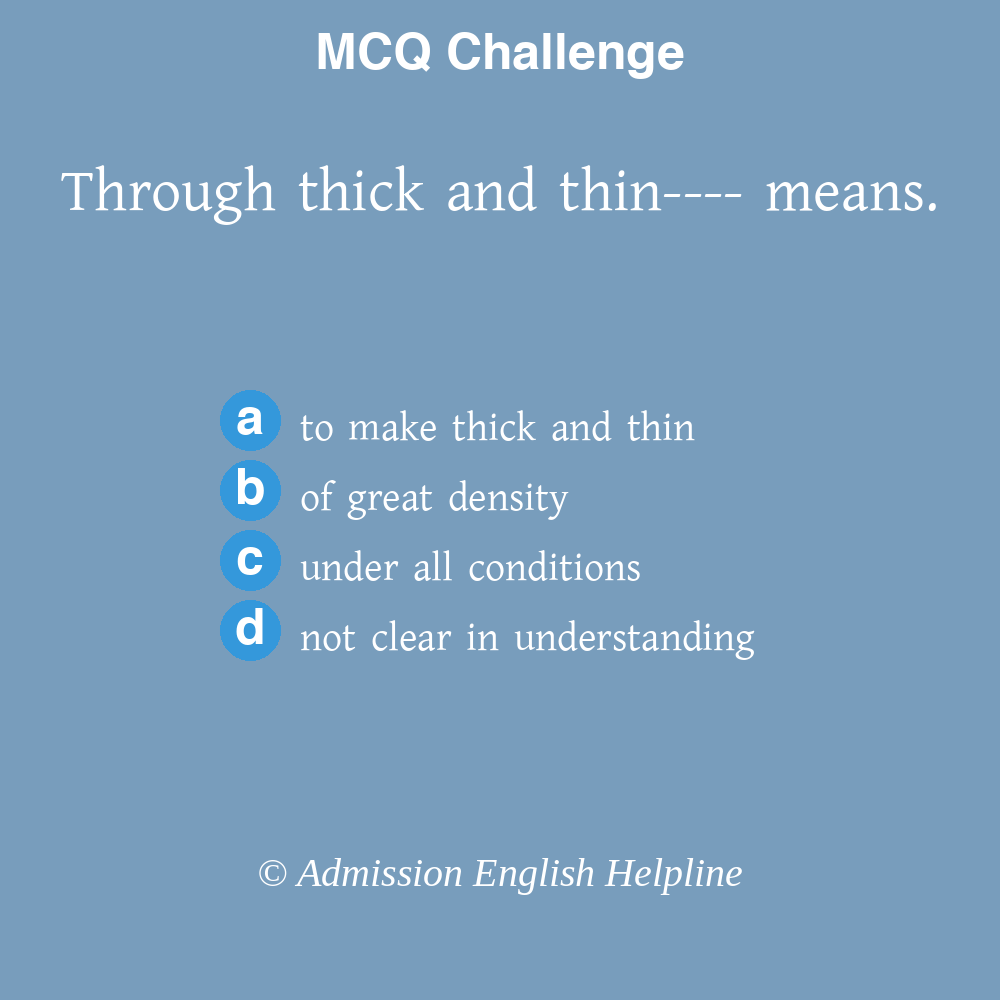 MCQ Challenge
Through thick and thin---- means.
a to make thick and thin
b of great density
c under all conditions
d not clear in understanding
© Admission English Helpline